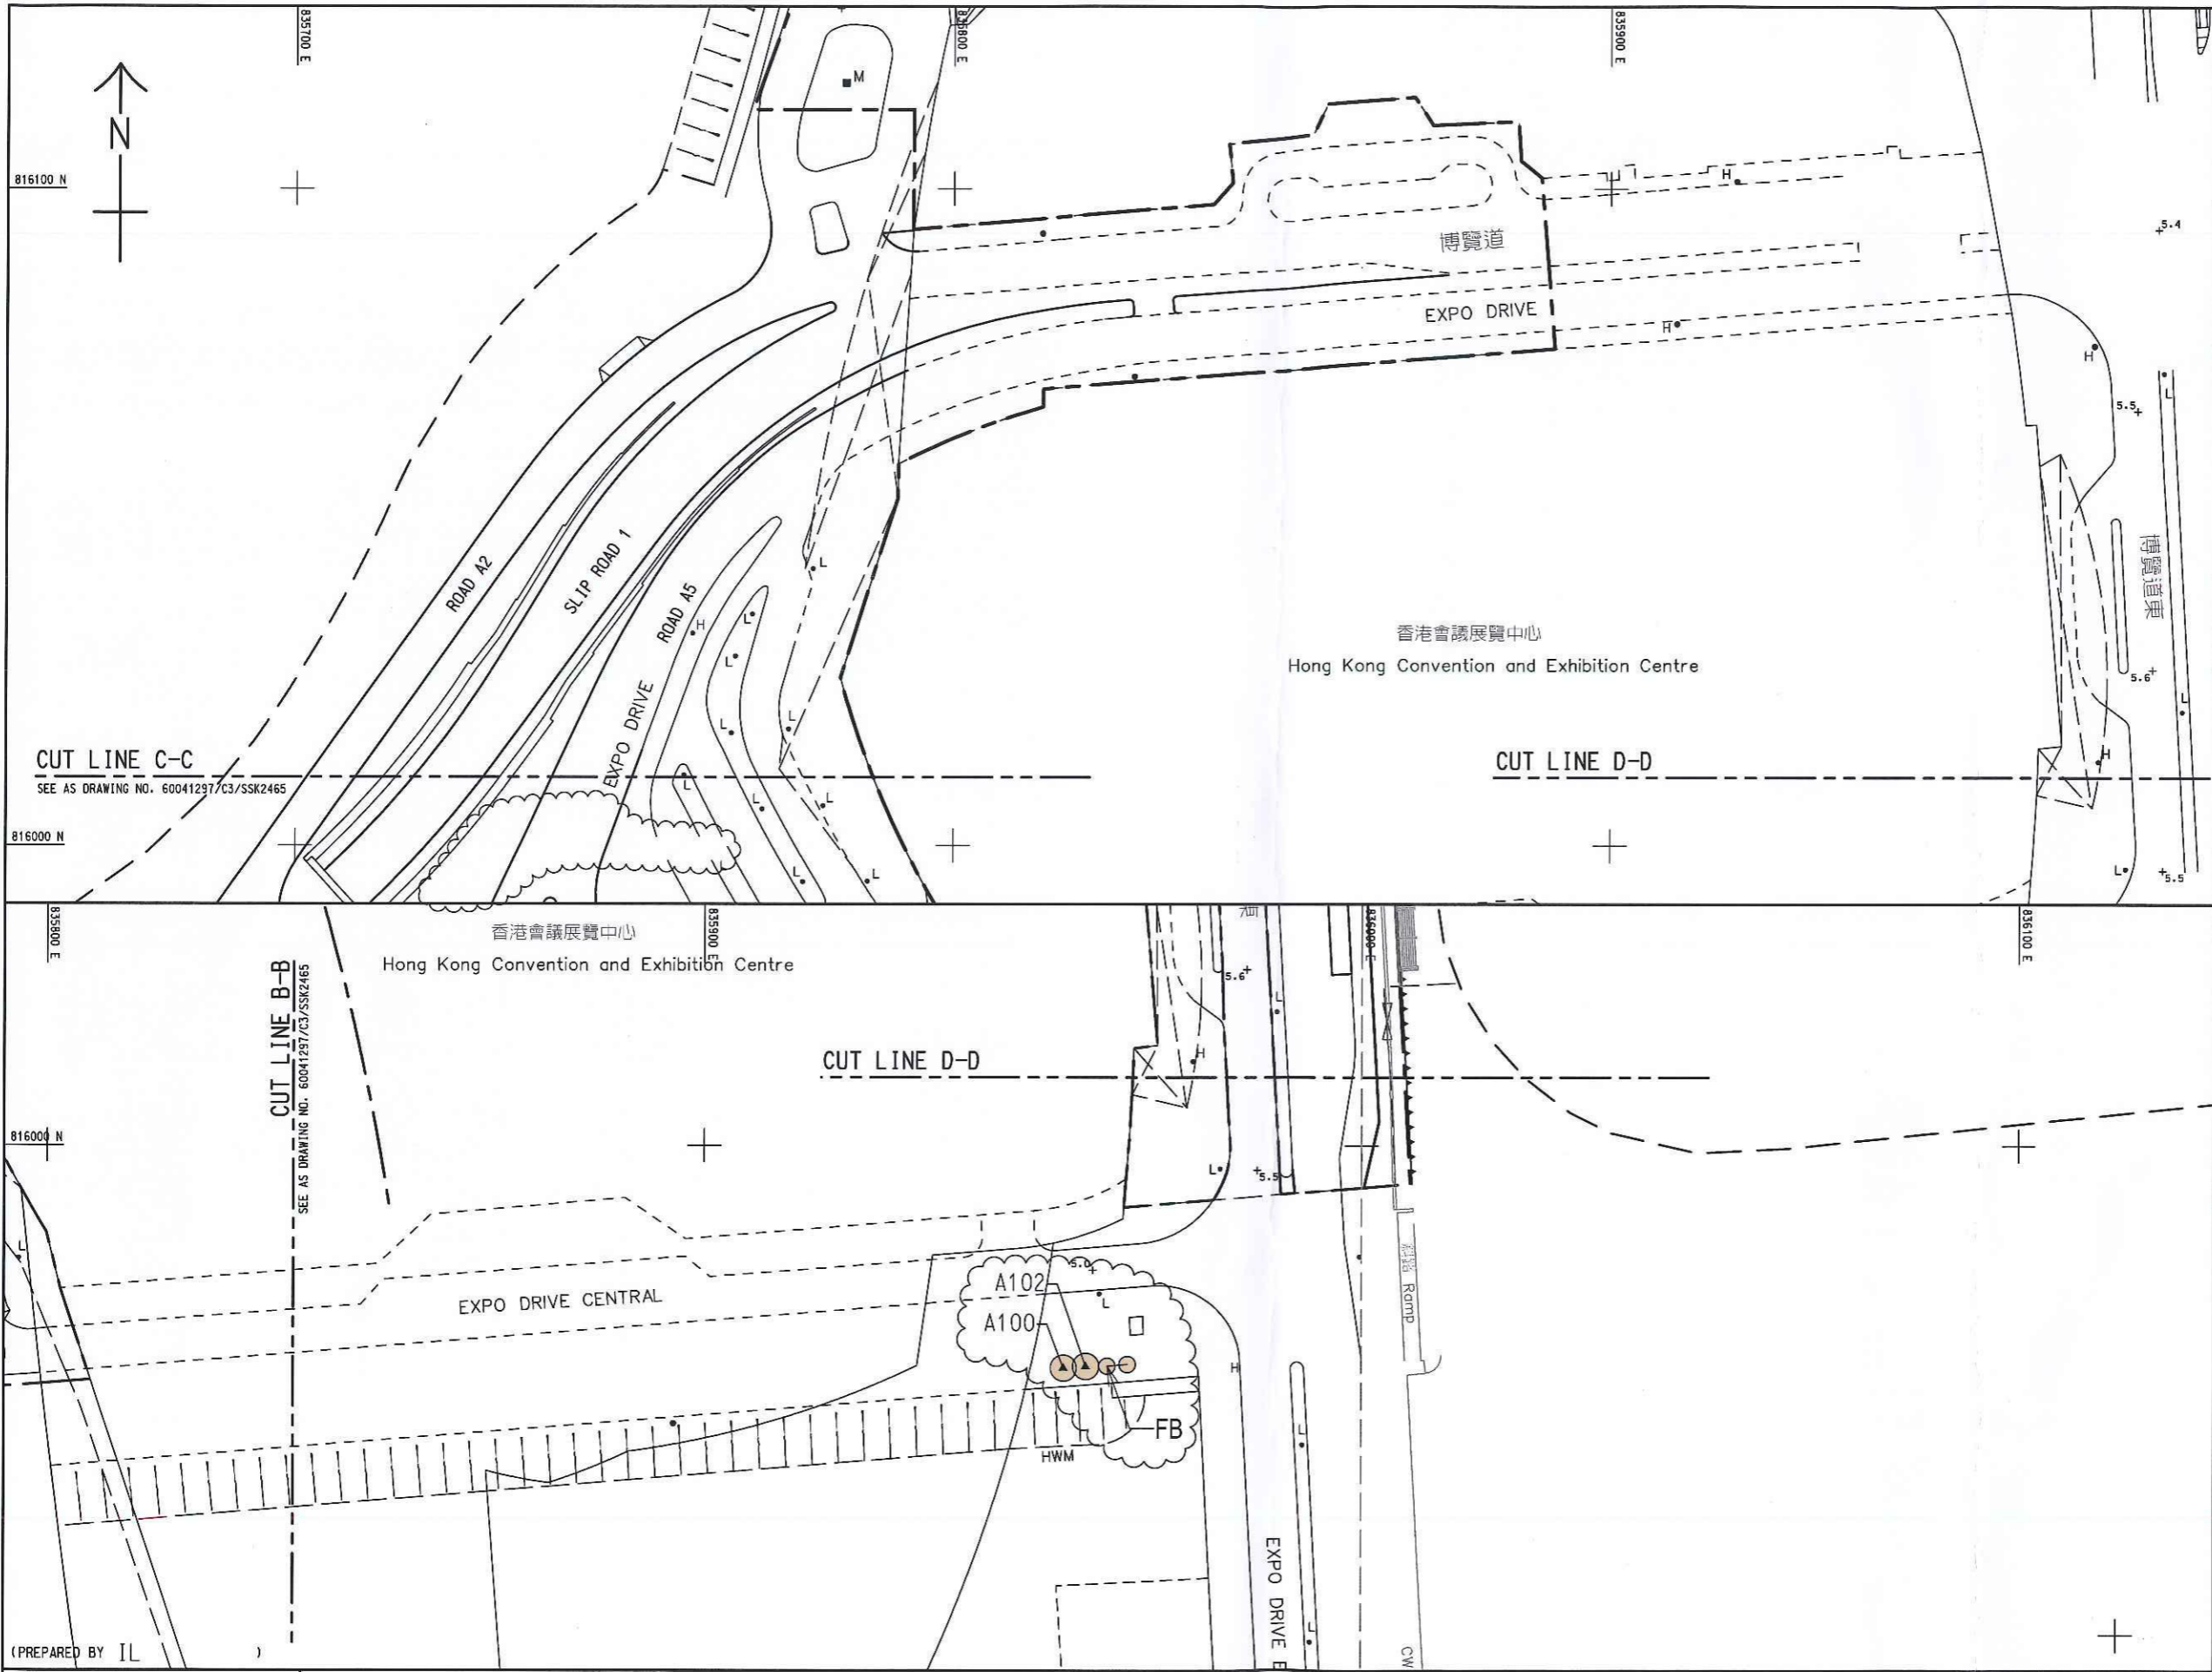 835700 E
835800 E
835900 E
M
N
816100 N
H
5.4
博覽道
EXPO DRIVE
H
H
5.5
L
ROAD A2
SLIP ROAD 1
ROAD A5
H
L
L
L
博覽道東
香港會議展覽中心
Hong Kong Convention and Exhibition Centre
5.6
EXPO DRIVE
L
L
L
H
CUT LINE C-C
SEE AS DRAWING NO. 60041297/C3/SSK2465
CUT LINE D-D
L
L
L
816000 N
L
L
L
5.5
835800 E
835900 E
836000 E
836100 E
香港會議展覽中心
Hong Kong Convention and Exhibition Centre
CUT LINE B-B
SEE AS DRAWING NO. 60041297/C3/SSK2465
5.6
L
CUT LINE D-D
H
816000 N
L
5.5
L
斜路 Ramp
5.0
A102
L
EXPO DRIVE CENTRAL
A100
H
FB
L
HWM
EXPO DRIVE E
L
CW
(PREPARED BY IL )